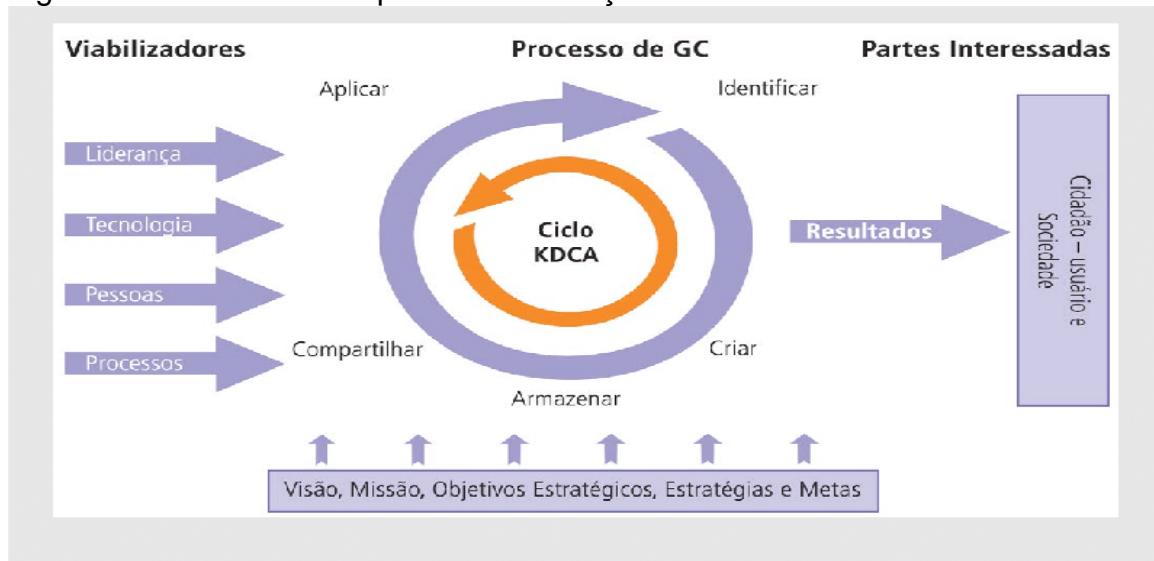 Viabilizadores
Processo de GC
Partes Interessadas
Aplicar
Identificar
Liderança
Tecnologia
Pessoas
Processos
Ciclo
KDCA
Resultados
Cidadão – usuário e
Sociedade
Compartilhar
Criar
Armazenar
Visão, Missão, Objetivos Estratégicos, Estratégias e Metas